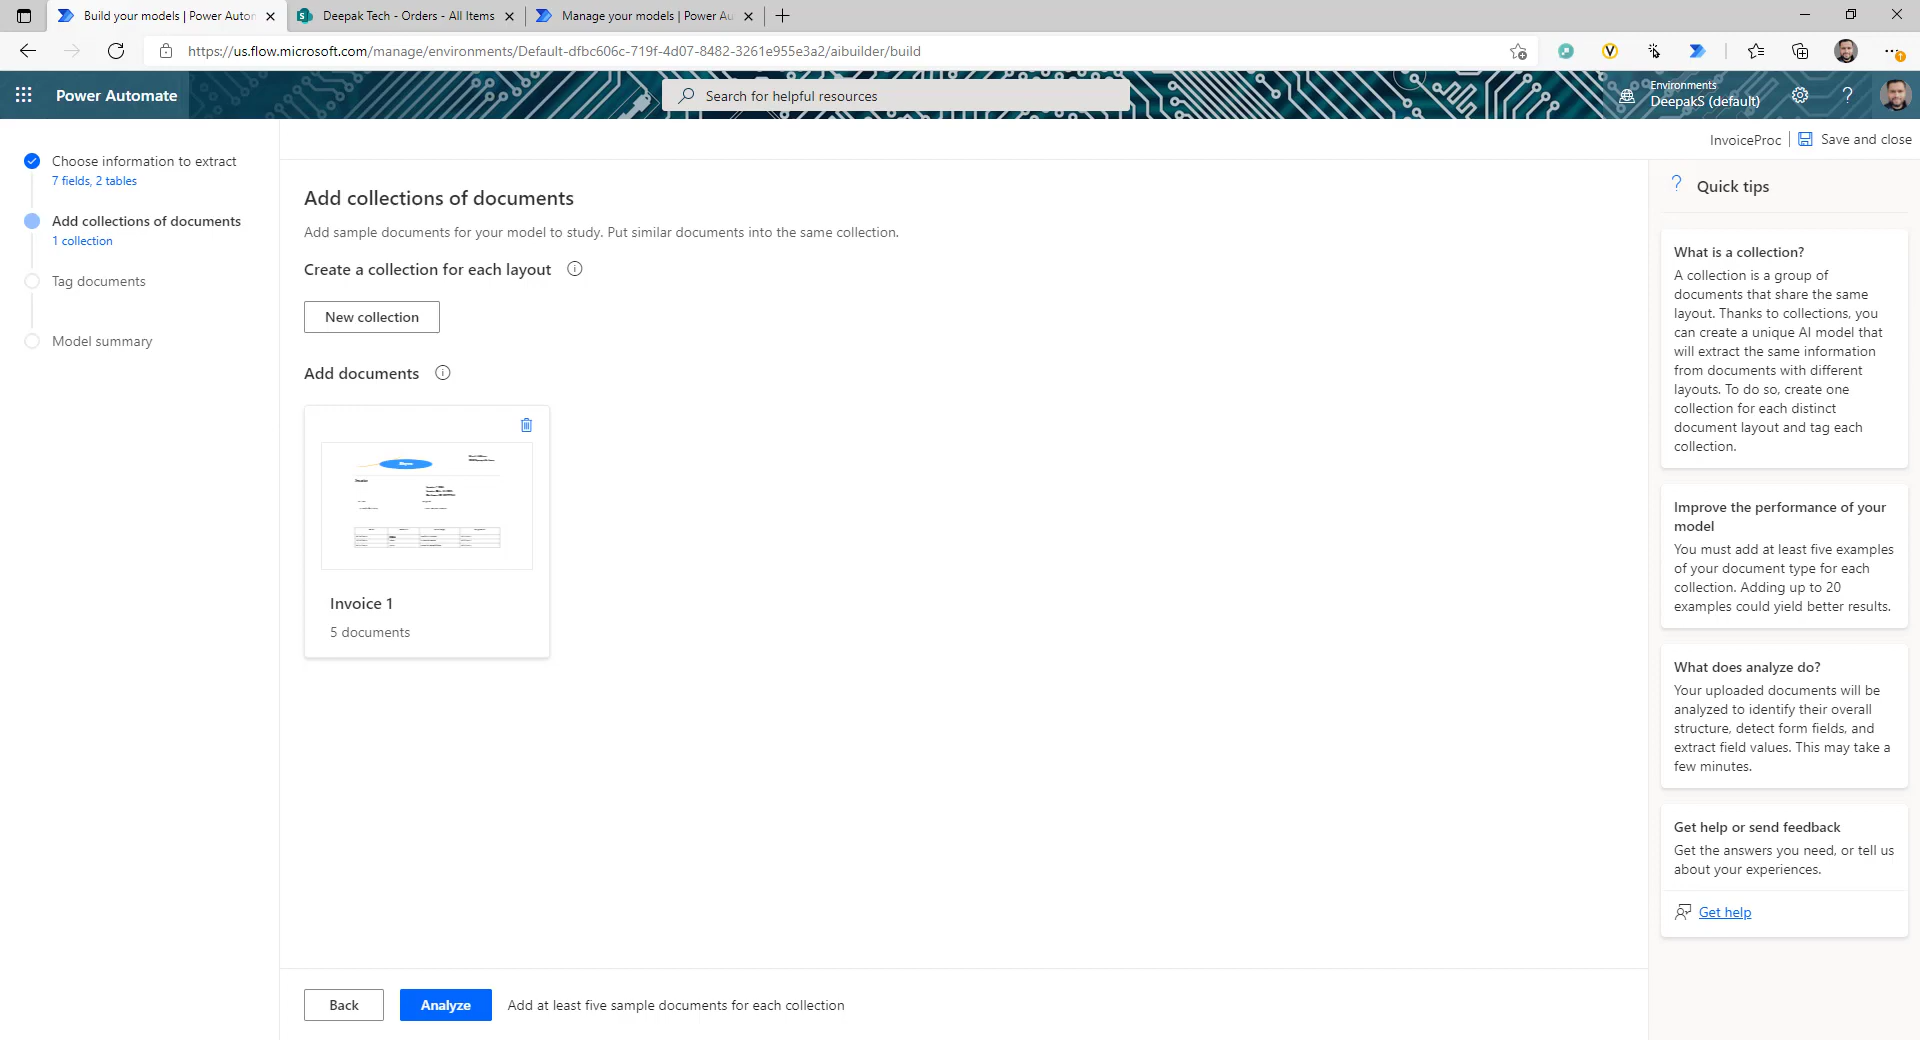 Build your models | Power Autor
Deepak Tech - Orders - All Items
Manage your models | Power Au
https://us.flow.microsoft.com/manage/environments/Default-dfbc606c-719f-4d07-8482-3261e955e3a2/aibuilder/build
Power Automate
Search for helpful resources
Environments
DeepakS (default)
InvoiceProc
Save and close
Choose information to extract
7 fields, 2 tables
Add collections of documents
1 collection
Tag documents
Model summary
Add collections of documents
Add sample documents for your model to study. Put similar documents into the same collection.
Create a collection for each layout
New collection
Add documents
Invoice 1
5 documents
Back
Analyze
Add at least five sample documents for each collection
Quick tips
What is a collection?
A collection is a group of
documents that share the same
layout. Thanks to collections, you
can create a unique AI model that
will extract the same information
from documents with different
layouts. To do so, create one
collection for each distinct
document layout and tag each
collection.
Improve the performance of your
model
You must add at least five examples
of your document type for each
collection. Adding up to 20
examples could yield better results.
What does analyze do?
Your uploaded documents will be
analyzed to identify their overall
structure, detect form fields, and
extract field values. This may take a
few minutes.
Get help or send feedback
Get the answers you need, or tell us
about your experiences.
Get help